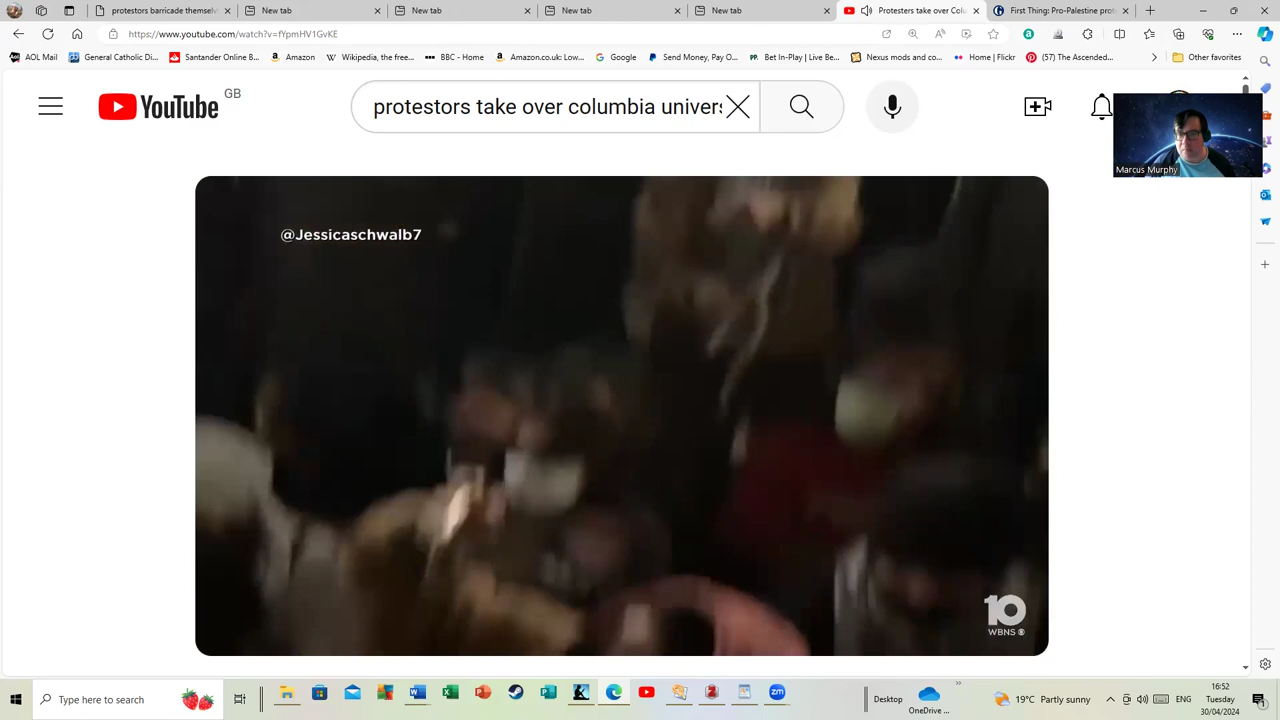 protestors barricade themselv
New tab
New tab
New tab
New tab
Protesters take over Colu
First Thing: Pro-Palestine prot
https://www.youtube.com/watch?v=fYpmHV1GvKE
AOL Mail
General Catholic Di...
Santander Online B...
Amazon
Wikipedia, the free...
BBC - Home
Amazon.co.uk: Low...
Google
Send Money, Pay O...
Bet In-Play | Live Be...
Nexus mods and co...
Home | Flickr
(57) The Ascended...
Other favorites
YouTube GB
protestors take over columbia univers
Marcus Murphy
@Jessicaschwalb7
10
WBNS
Type here to search
Desktop
OneDrive ...
19°C Partly sunny
ENG
16:52
Tuesday
30/04/2024